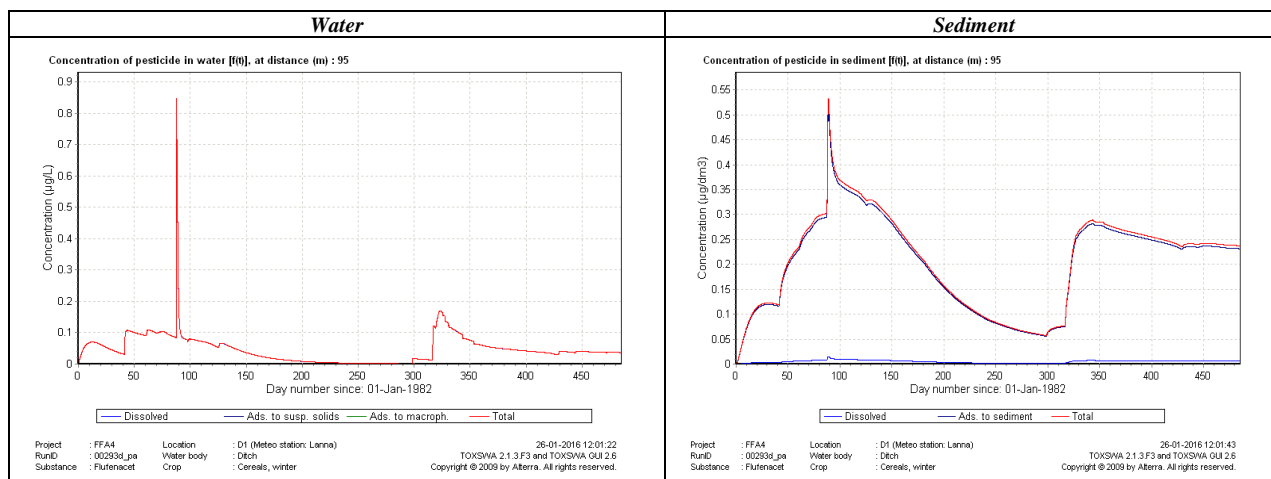 Water
Sediment
Concentration of pesticide in water [f(t)], at distance (m) : 95
Concentration (µg/L)
0.9
0.8
0.7
0.6
0.5
0.4
0.3
0.2
0.1
0
0 50 100 150 200 250 300 350 400 450
Day number since: 01-Jan-1982
Dissolved Ads. to susp. solids Ads. to macroph. Total
Project : FFA4 Location : D1 (Meteo station: Lanna) 26-01-2016 12:01:22
RunID : 00293d_pa Water body : Ditch TOXSWA 2.1.3.F3 and TOXSWA GUI 2.6
Substance : Flufenacet Crop : Cereals, winter Copyright © 2009 by Alterra. All rights reserved.
Concentration of pesticide in sediment [f(t)], at distance (m) : 95
Concentration (µg/dm3)
0.55
0.5
0.45
0.4
0.35
0.3
0.25
0.2
0.15
0.1
0.05
0
0 50 100 150 200 250 300 350 400 450
Day number since: 01-Jan-1982
Dissolved Ads. to sediment Total
Project : FFA4 Location : D1 (Meteo station: Lanna) 26-01-2016 12:01:43
RunID : 00293d_pa Water body : Ditch TOXSWA 2.1.3.F3 and TOXSWA GUI 2.6
Substance : Flufenacet Crop : Cereals, winter Copyright © 2009 by Alterra. All rights reserved.